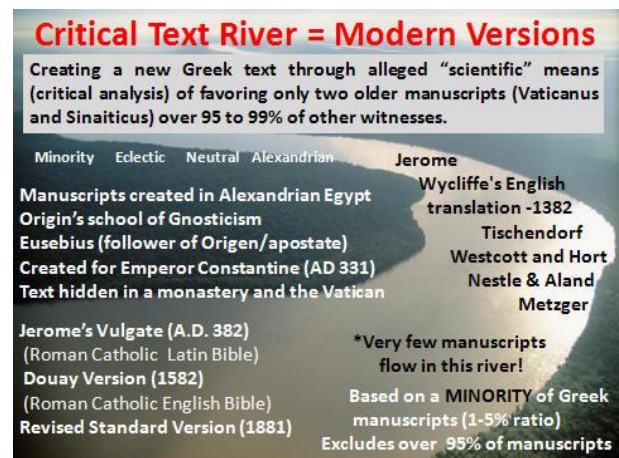 Critical Text River = Modern Versions
Creating a new Greek text through alleged “scientific” means
(critical analysis) of favoring only two older manuscripts (Vaticanus
and Sinaiticus) over 95 to 99% of other witnesses.
Minority Eclectic Neutral Alexandrian
Manuscripts created in Alexandrian Egypt
Origin’s school of Gnosticism
Eusebius (follower of Origen/apostate)
Created for Emperor Constantine (AD 331)
Text hidden in a monastery and the Vatican
Jerome’s Vulgate (A.D. 382)
(Roman Catholic Latin Bible)
Douay Version (1582)
(Roman Catholic English Bible)
Revised Standard Version (1881)
Jerome
Wycliffe's English
translation -1382
Tischendorf
Westcott and Hort
Nestle & Aland
Metzger
*Very few manuscripts
flow in this river!
Based on a MINORITY of Greek
manuscripts (1-5% ratio)
Excludes over 95% of manuscripts